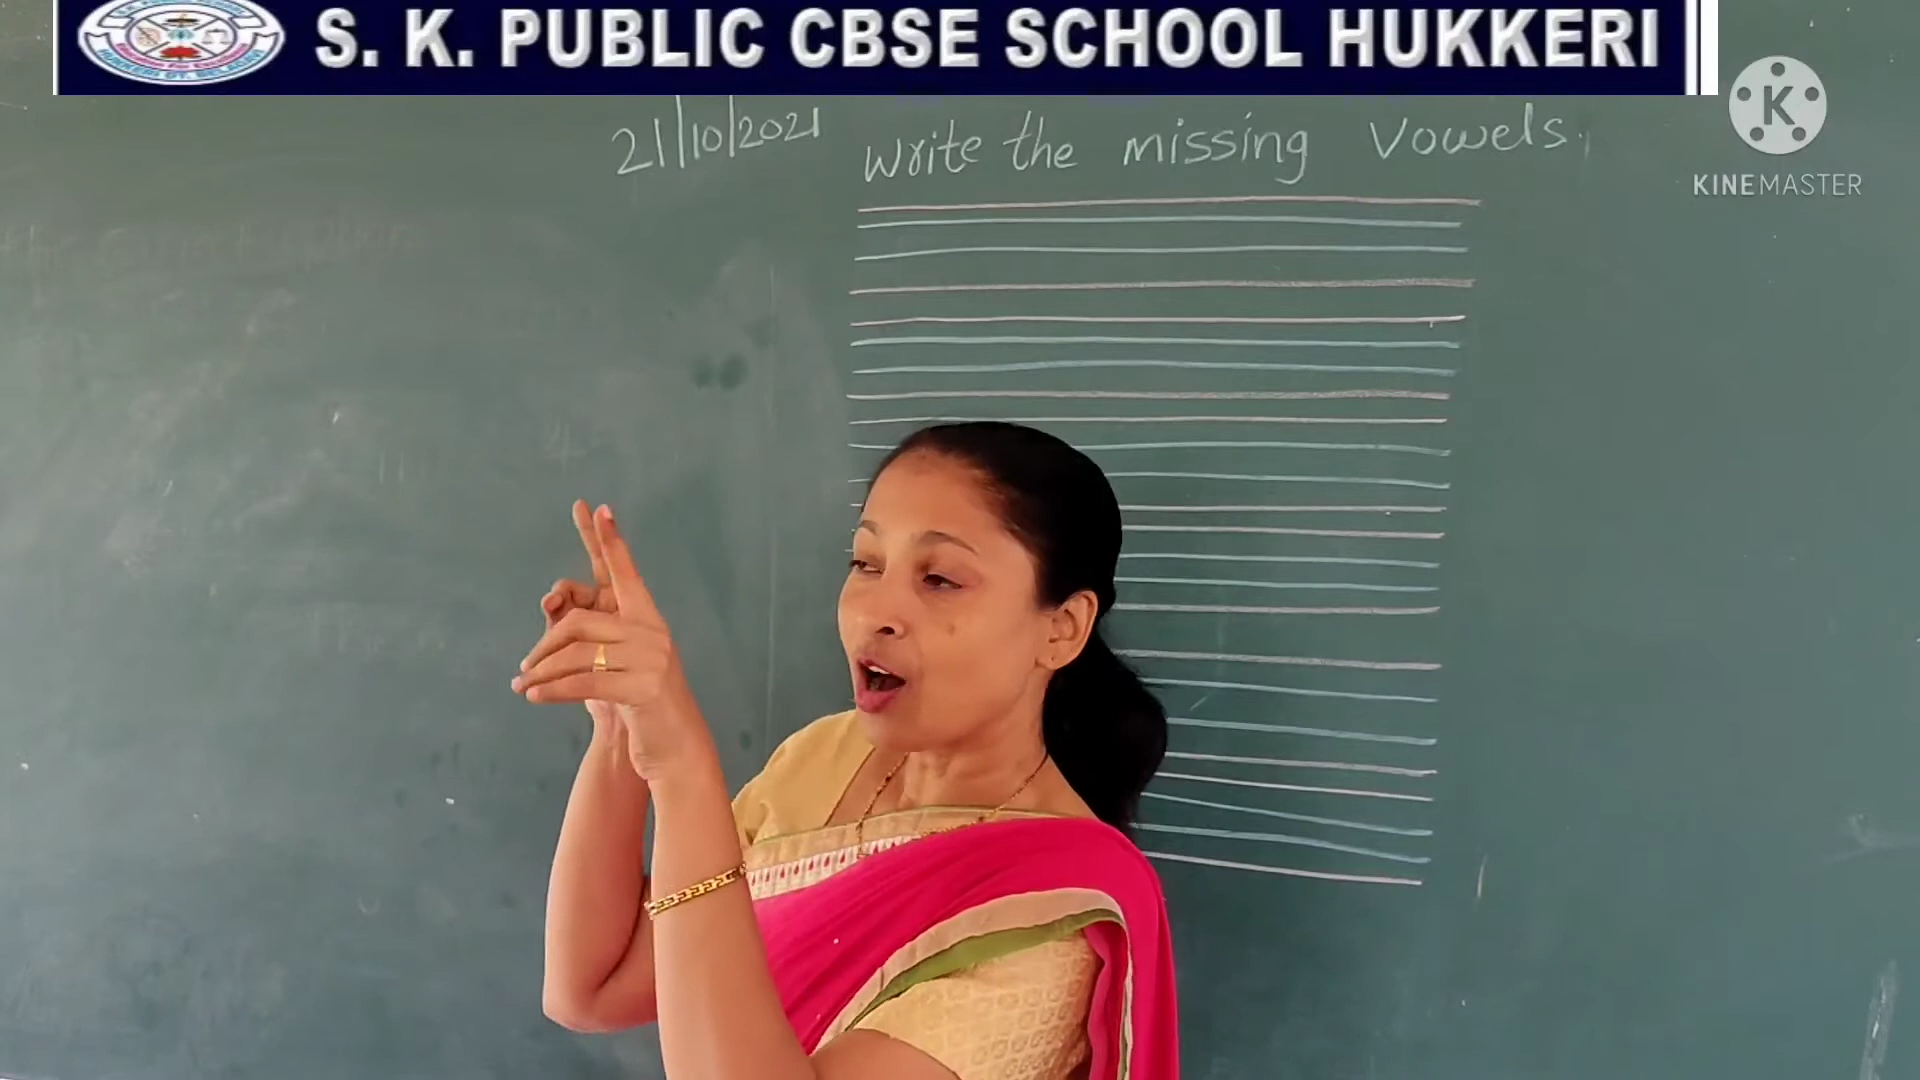 S. K. PUBLIC CBSE SCHOOL HUKKERI
21/10/2021 Write the missing Vowels.
K
KINEMASTER